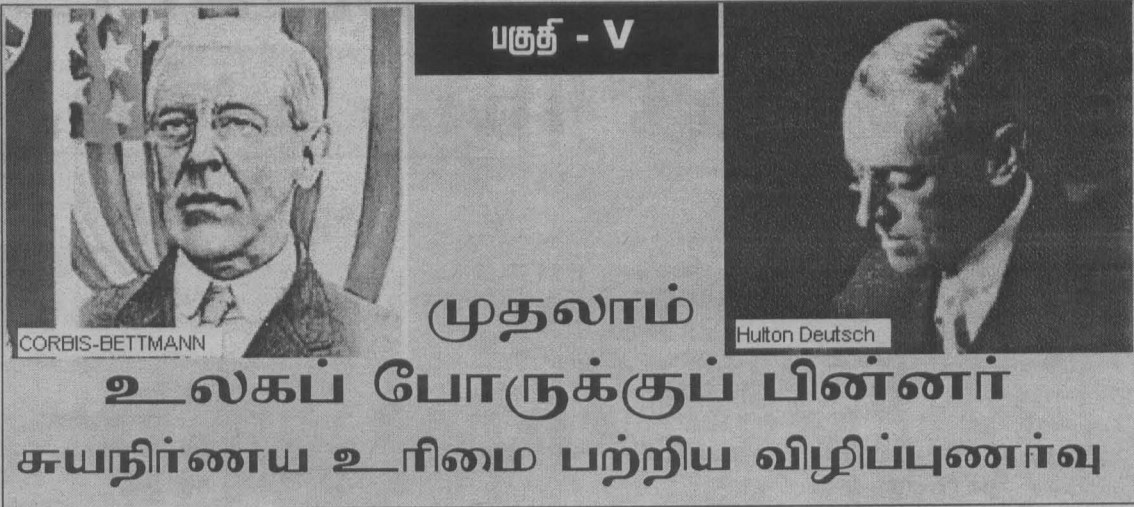 பகுதி - V
CORBIS-BETTMANN
Hulton Deutsch
முதலாம்
உலகப் போருக்குப் பின்னர்
சுயநிர்ணய உரிமை பற்றிய விழிப்புணர்வு